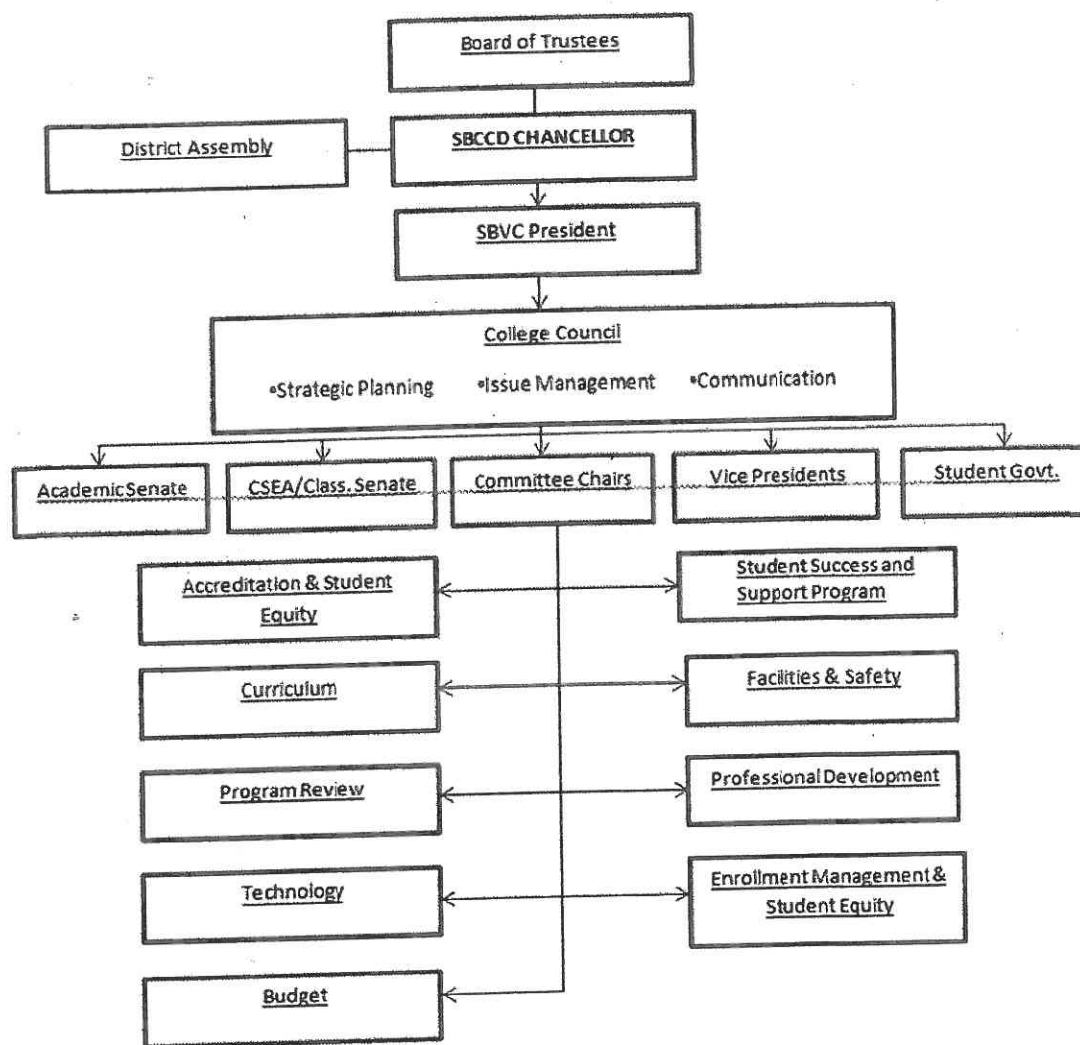 Board of Trustees
District Assembly
SBCCD CHANCELLOR
SBVC President
College Council
•Strategic Planning •Issue Management •Communication
Academic Senate
CSEA/Class. Senate
Committee Chairs
Vice Presidents
Student Govt.
Accreditation & Student
Equity
Student Success and
Support Program
Curriculum
Facilities & Safety
Program Review
Professional Development
Technology
Enrollment Management &
Student Equity
Budget